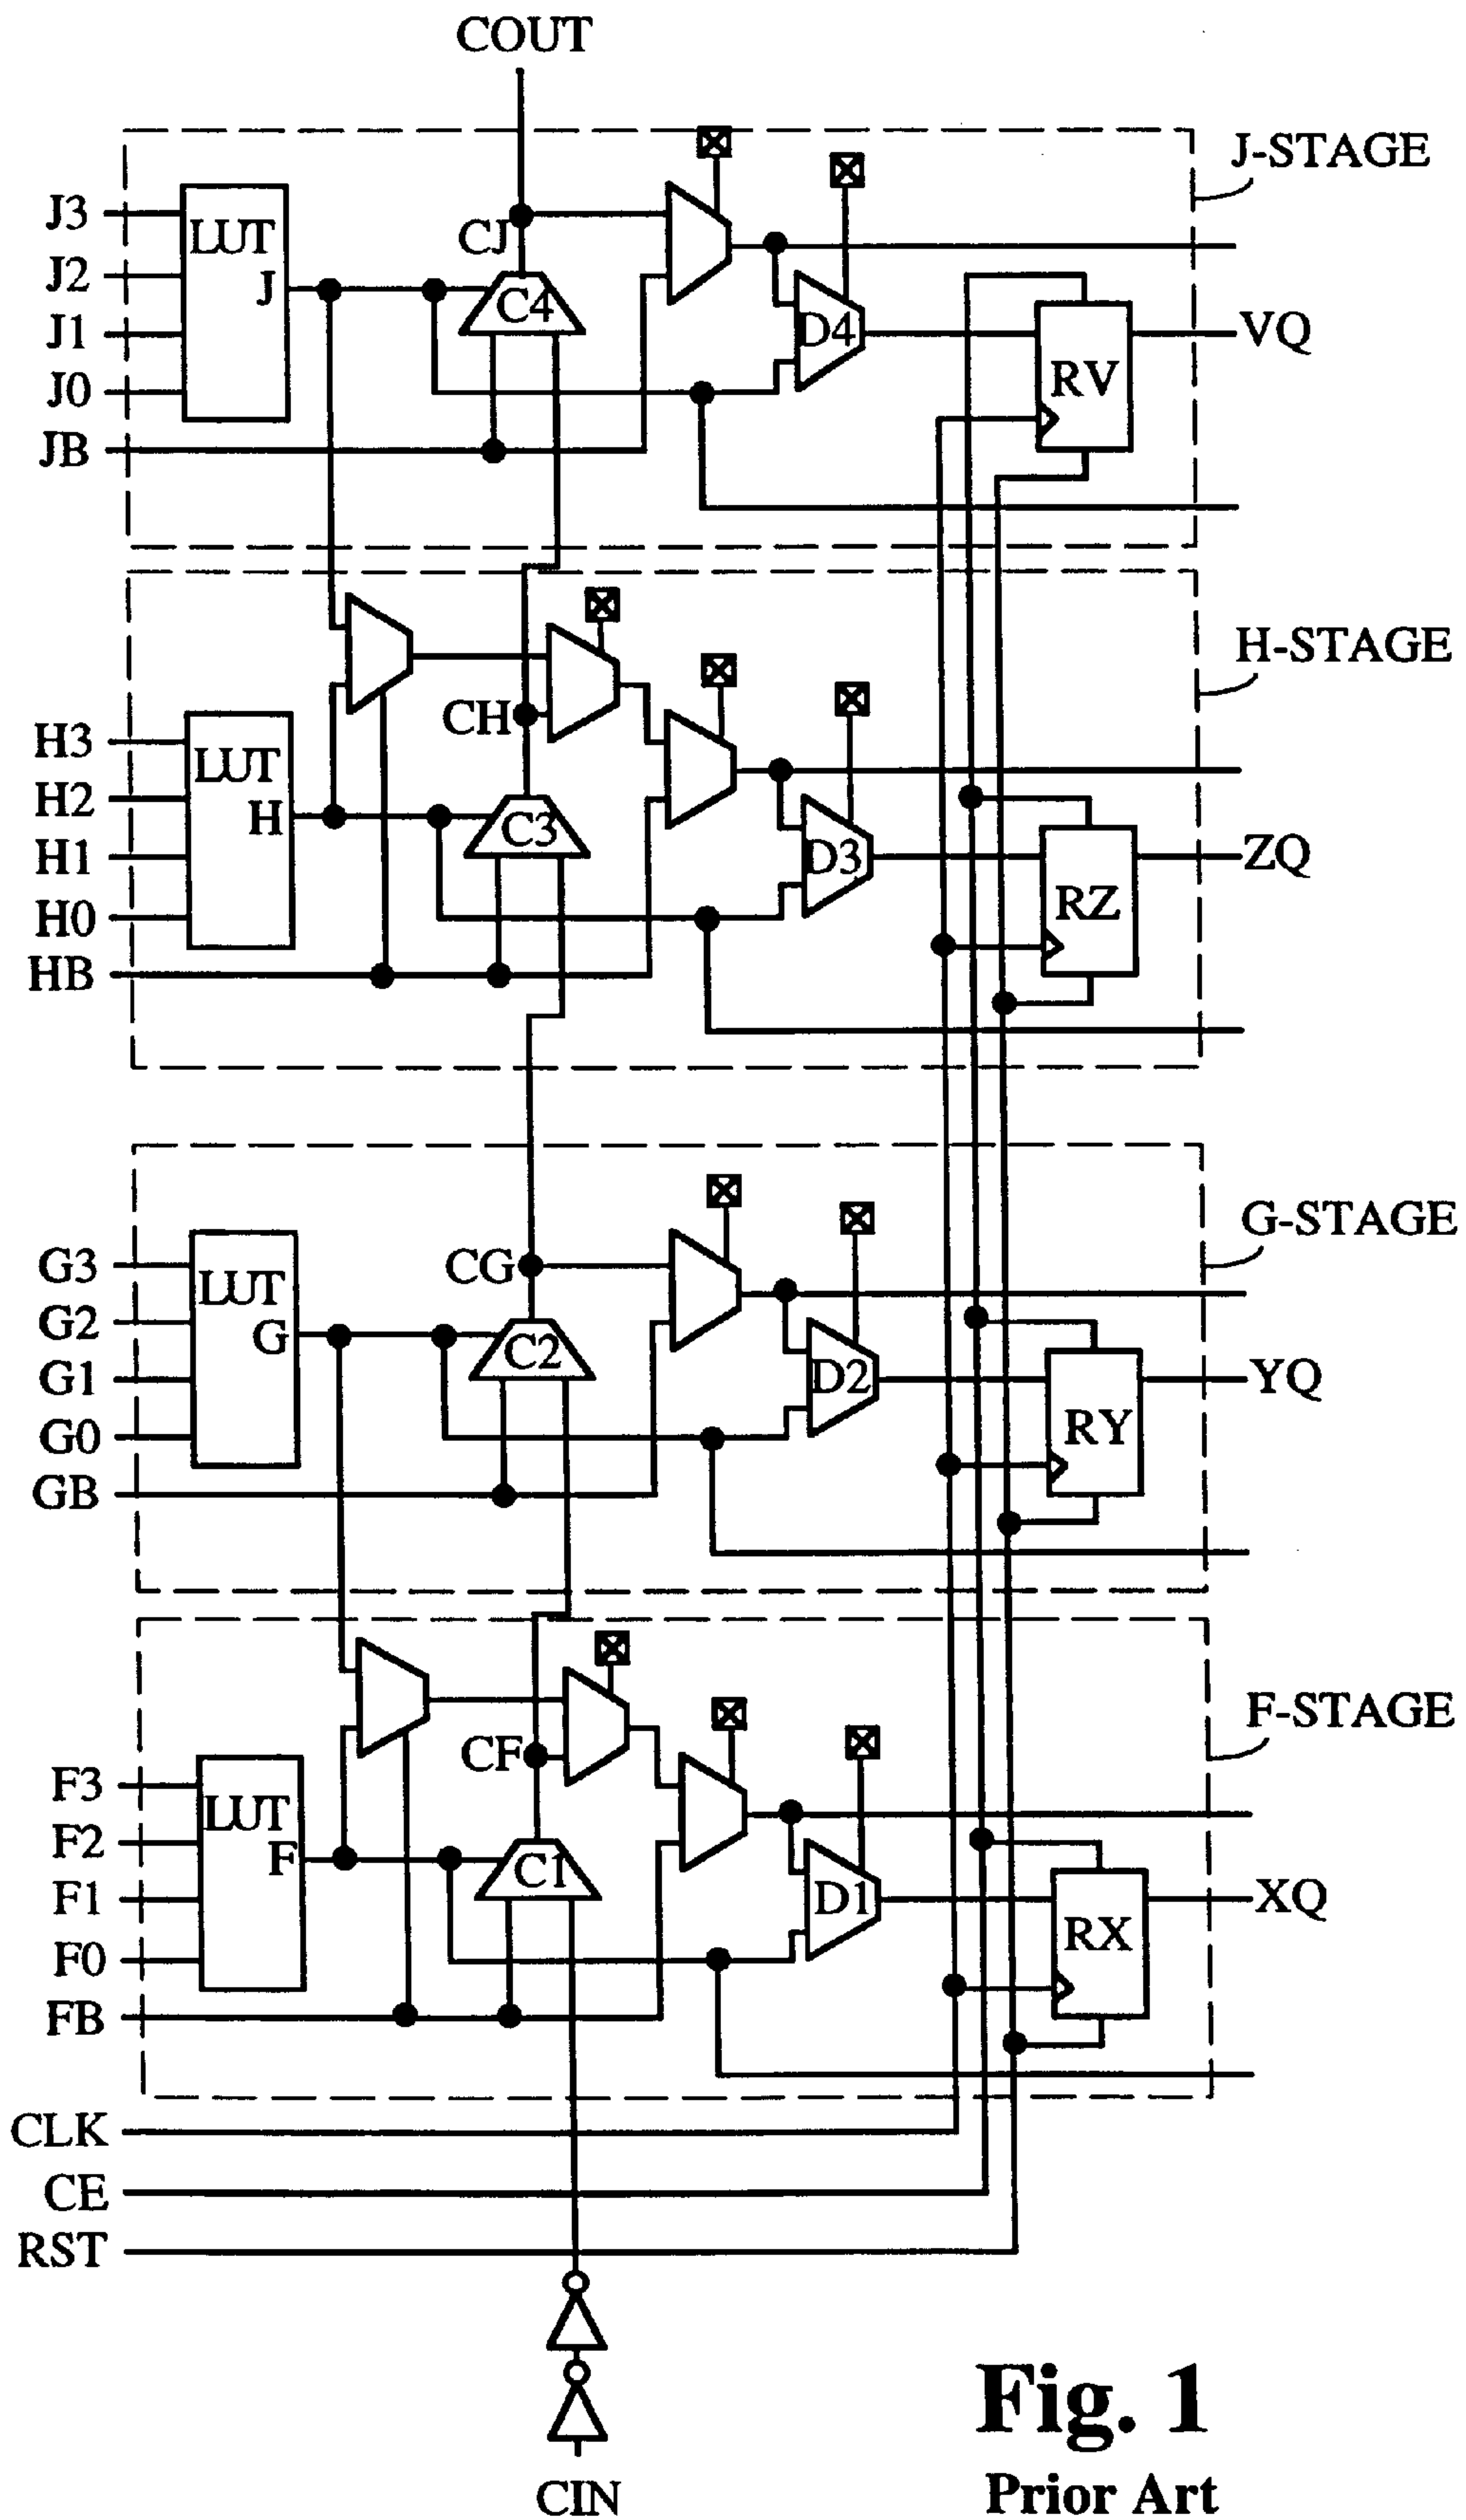 COUT
J-STAGE
J3
LUT
CJ
J2
J
C4
J1
D4
VQ
J0
RV
JB
H-STAGE
CH
H3
LUT
H2
H
C3
H1
D3
ZQ
H0
RZ
HB
G-STAGE
G3
LUT
CG
G2
G
C2
G1
D2
YQ
G0
RY
GB
F-STAGE
CF
F3
LUT
F2
F
C1
F1
D1
XQ
F0
RX
FB
CLK
CE
RST
CIN
Fig. 1
Prior Art